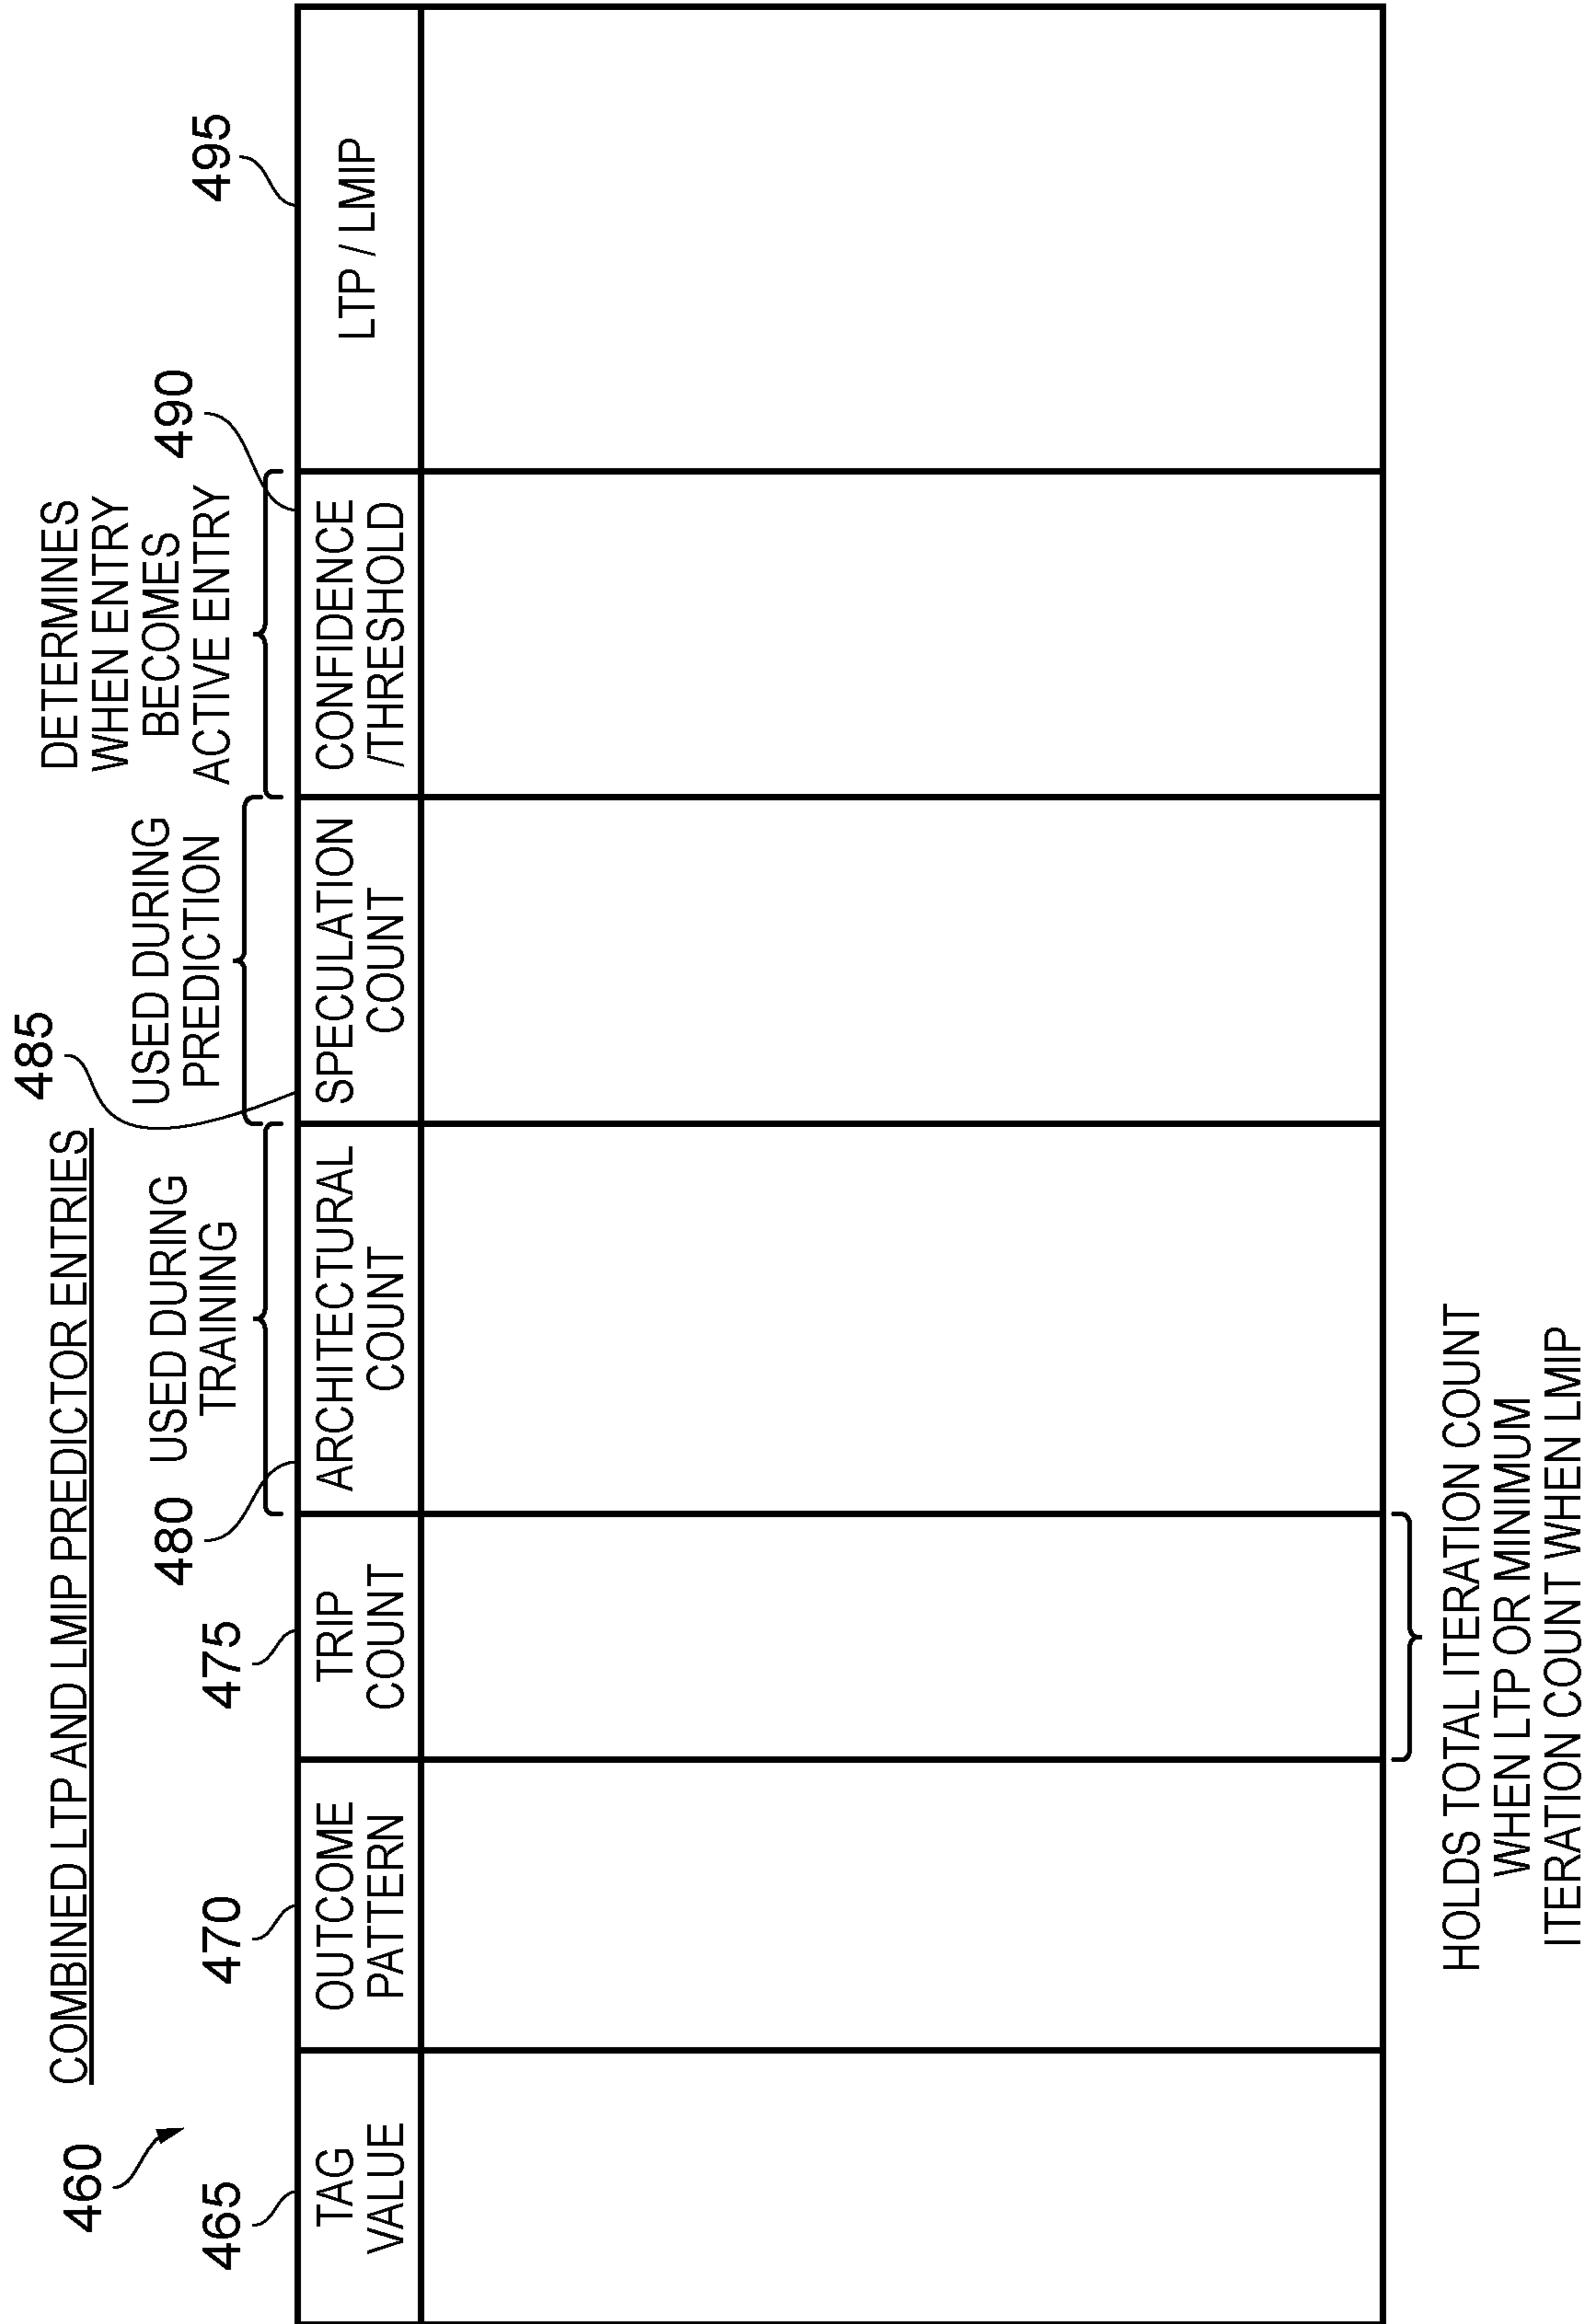 COMBINED LTP AND LMIP PREDICTOR ENTRIES
460
465
470
475
480
USED DURING
TRAINING
485
USED DURING
PREDICTION
DETERMINES
WHEN ENTRY
BECOMES
ACTIVE ENTRY
490
495
TAG
VALUE
OUTCOME
PATTERN
TRIP
COUNT
ARCHITECTURAL
COUNT
SPECULATION
COUNT
CONFIDENCE
/THRESHOLD
LTP / LMIP
HOLDS TOTAL ITERATION COUNT
WHEN LTP OR MINIMUM
ITERATION COUNT WHEN LMIP